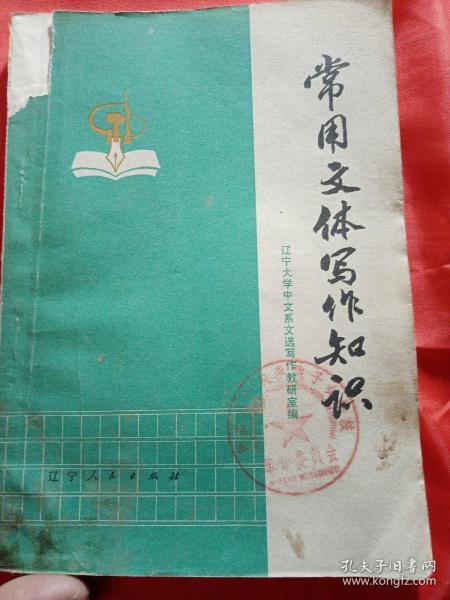 常用文体写作知识
辽宁大学中文系文选写作教研室编
革命委员会
辽宁人民出版社
孔夫子旧书网
www.kongfz.com